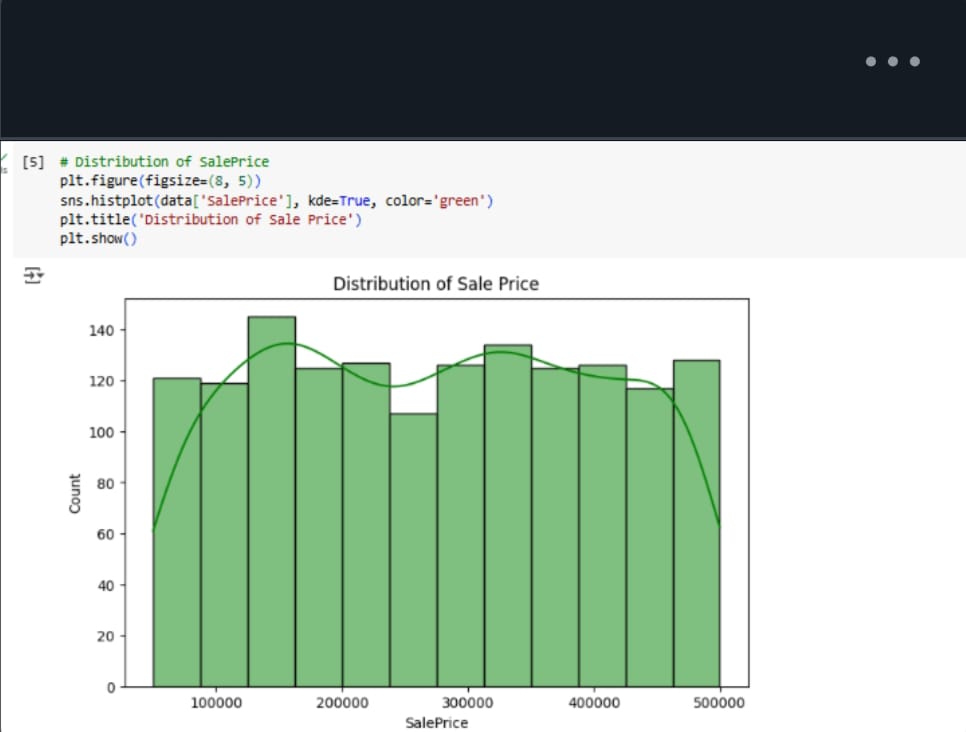 [5] # Distribution of SalePrice
plt.figure(figsize=(8, 5))
sns.histplot(data['SalePrice'], kde=True, color='green')
plt.title('Distribution of Sale Price')
plt.show()
Distribution of Sale Price
140
120
100
80
60
40
20
0
Count
100000 200000 300000 400000 500000
SalePrice